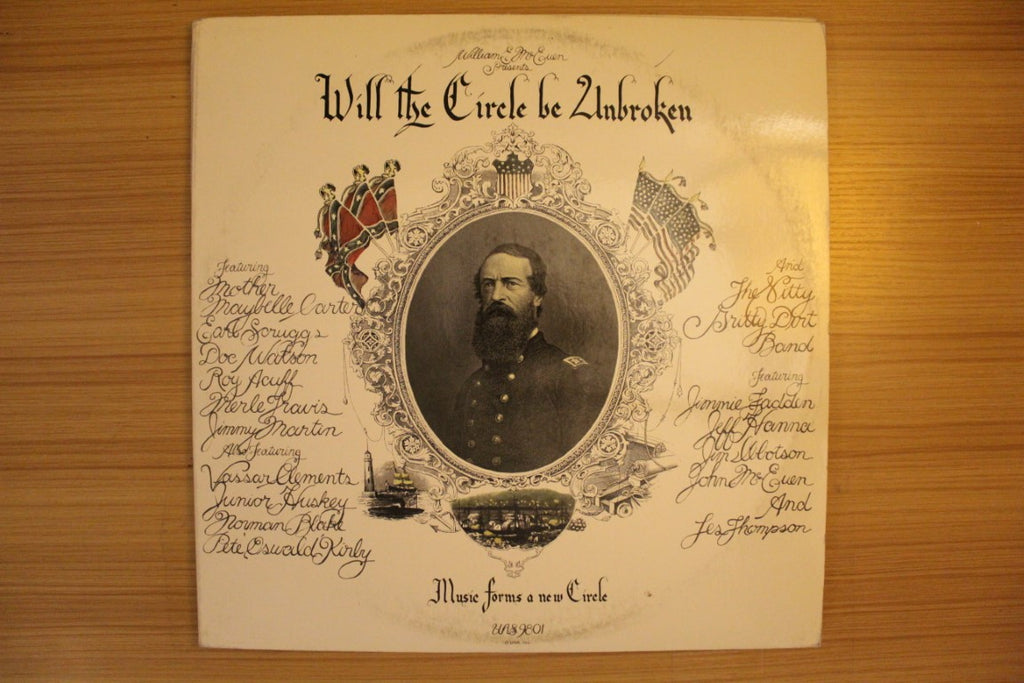 William E. McEuen
Presents
Will the Circle be Unbroken
Featuring
Mother
Maybelle Carter
Earl Scruggs
Doc Watson
Roy Acuff
Merle Travis
Jimmy Martin
Also Featuring
Vassar Clements
Junior Huskey
Norman Blake
Pete Oswald Kirby
And
The Nitty
Gritty Dirt
Band
Featuring
Jimmie Fadden
Jeff Hanna
Jim Ibbotson
John McEuen
And
Les Thompson
Music forms a new Circle
UAS 9801